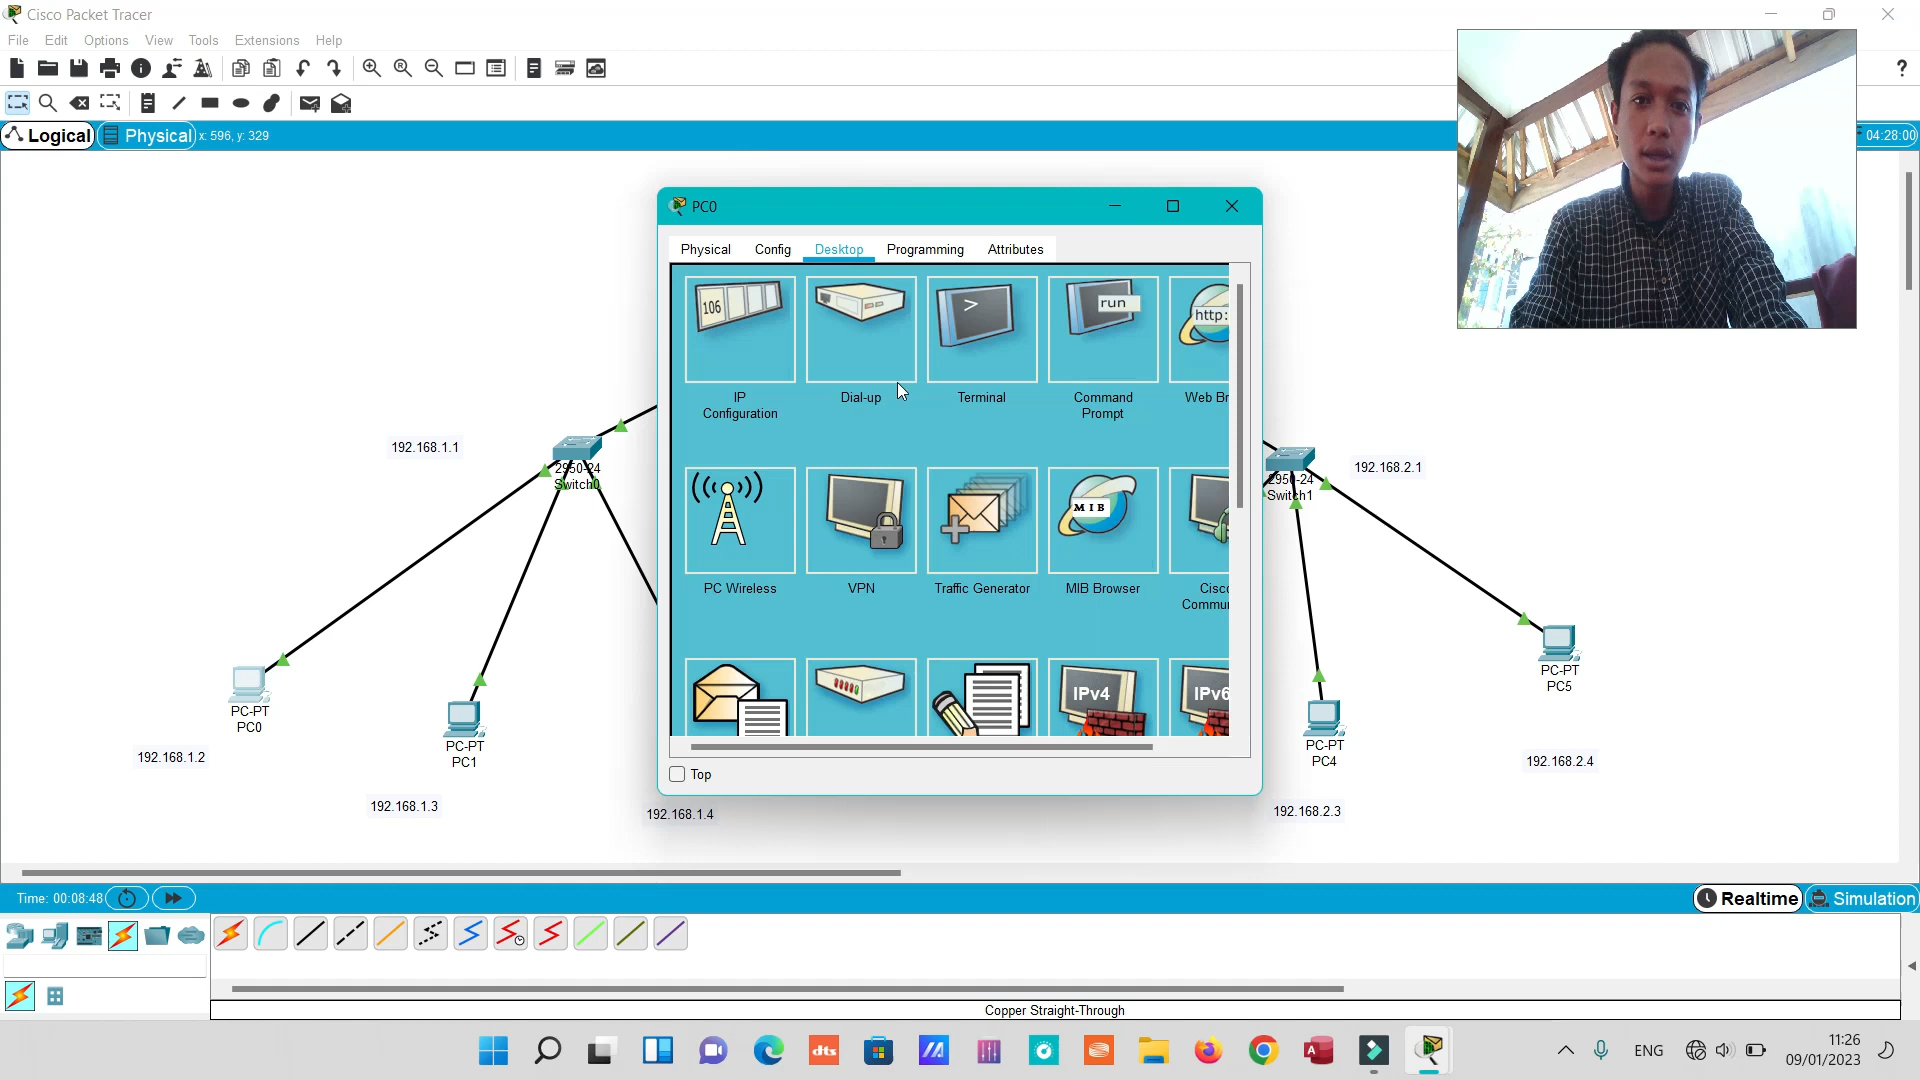 Cisco Packet Tracer
File Edit Options View Tools Extensions Help
?
Logical Physical x: 596, y: 329 04:28:00
PC0
Physical Config Desktop Programming Attributes
106 > run http:
IP Configuration
Dial-up
Terminal
Command Prompt
Web Br
MIB
PC Wireless
VPN
Traffic Generator
MIB Browser
Cisco
Commu
IPv4 IPv6
Top
192.168.1.1
2950-24
Switch0
PC-PT
PC0
192.168.1.2
PC-PT
PC1
192.168.1.3
192.168.1.4
2950-24
Switch1
192.168.2.1
PC-PT
PC4
192.168.2.3
PC-PT
PC5
192.168.2.4
Time: 00:08:48 Realtime Simulation
Copper Straight-Through
dts A ENG 11:26
09/01/2023